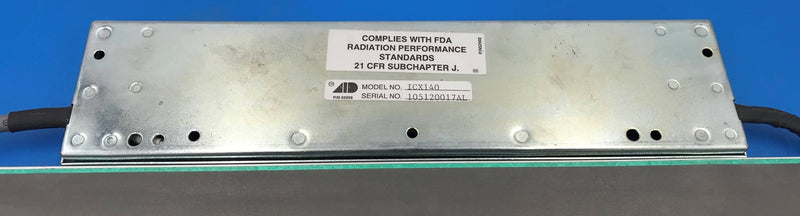 COMPLIES WITH FDA
RADIATION PERFORMANCE
STANDARDS
21 CFR SUBCHAPTER J.
MODEL NO. ICX140
SERIAL NO. 105120017AL